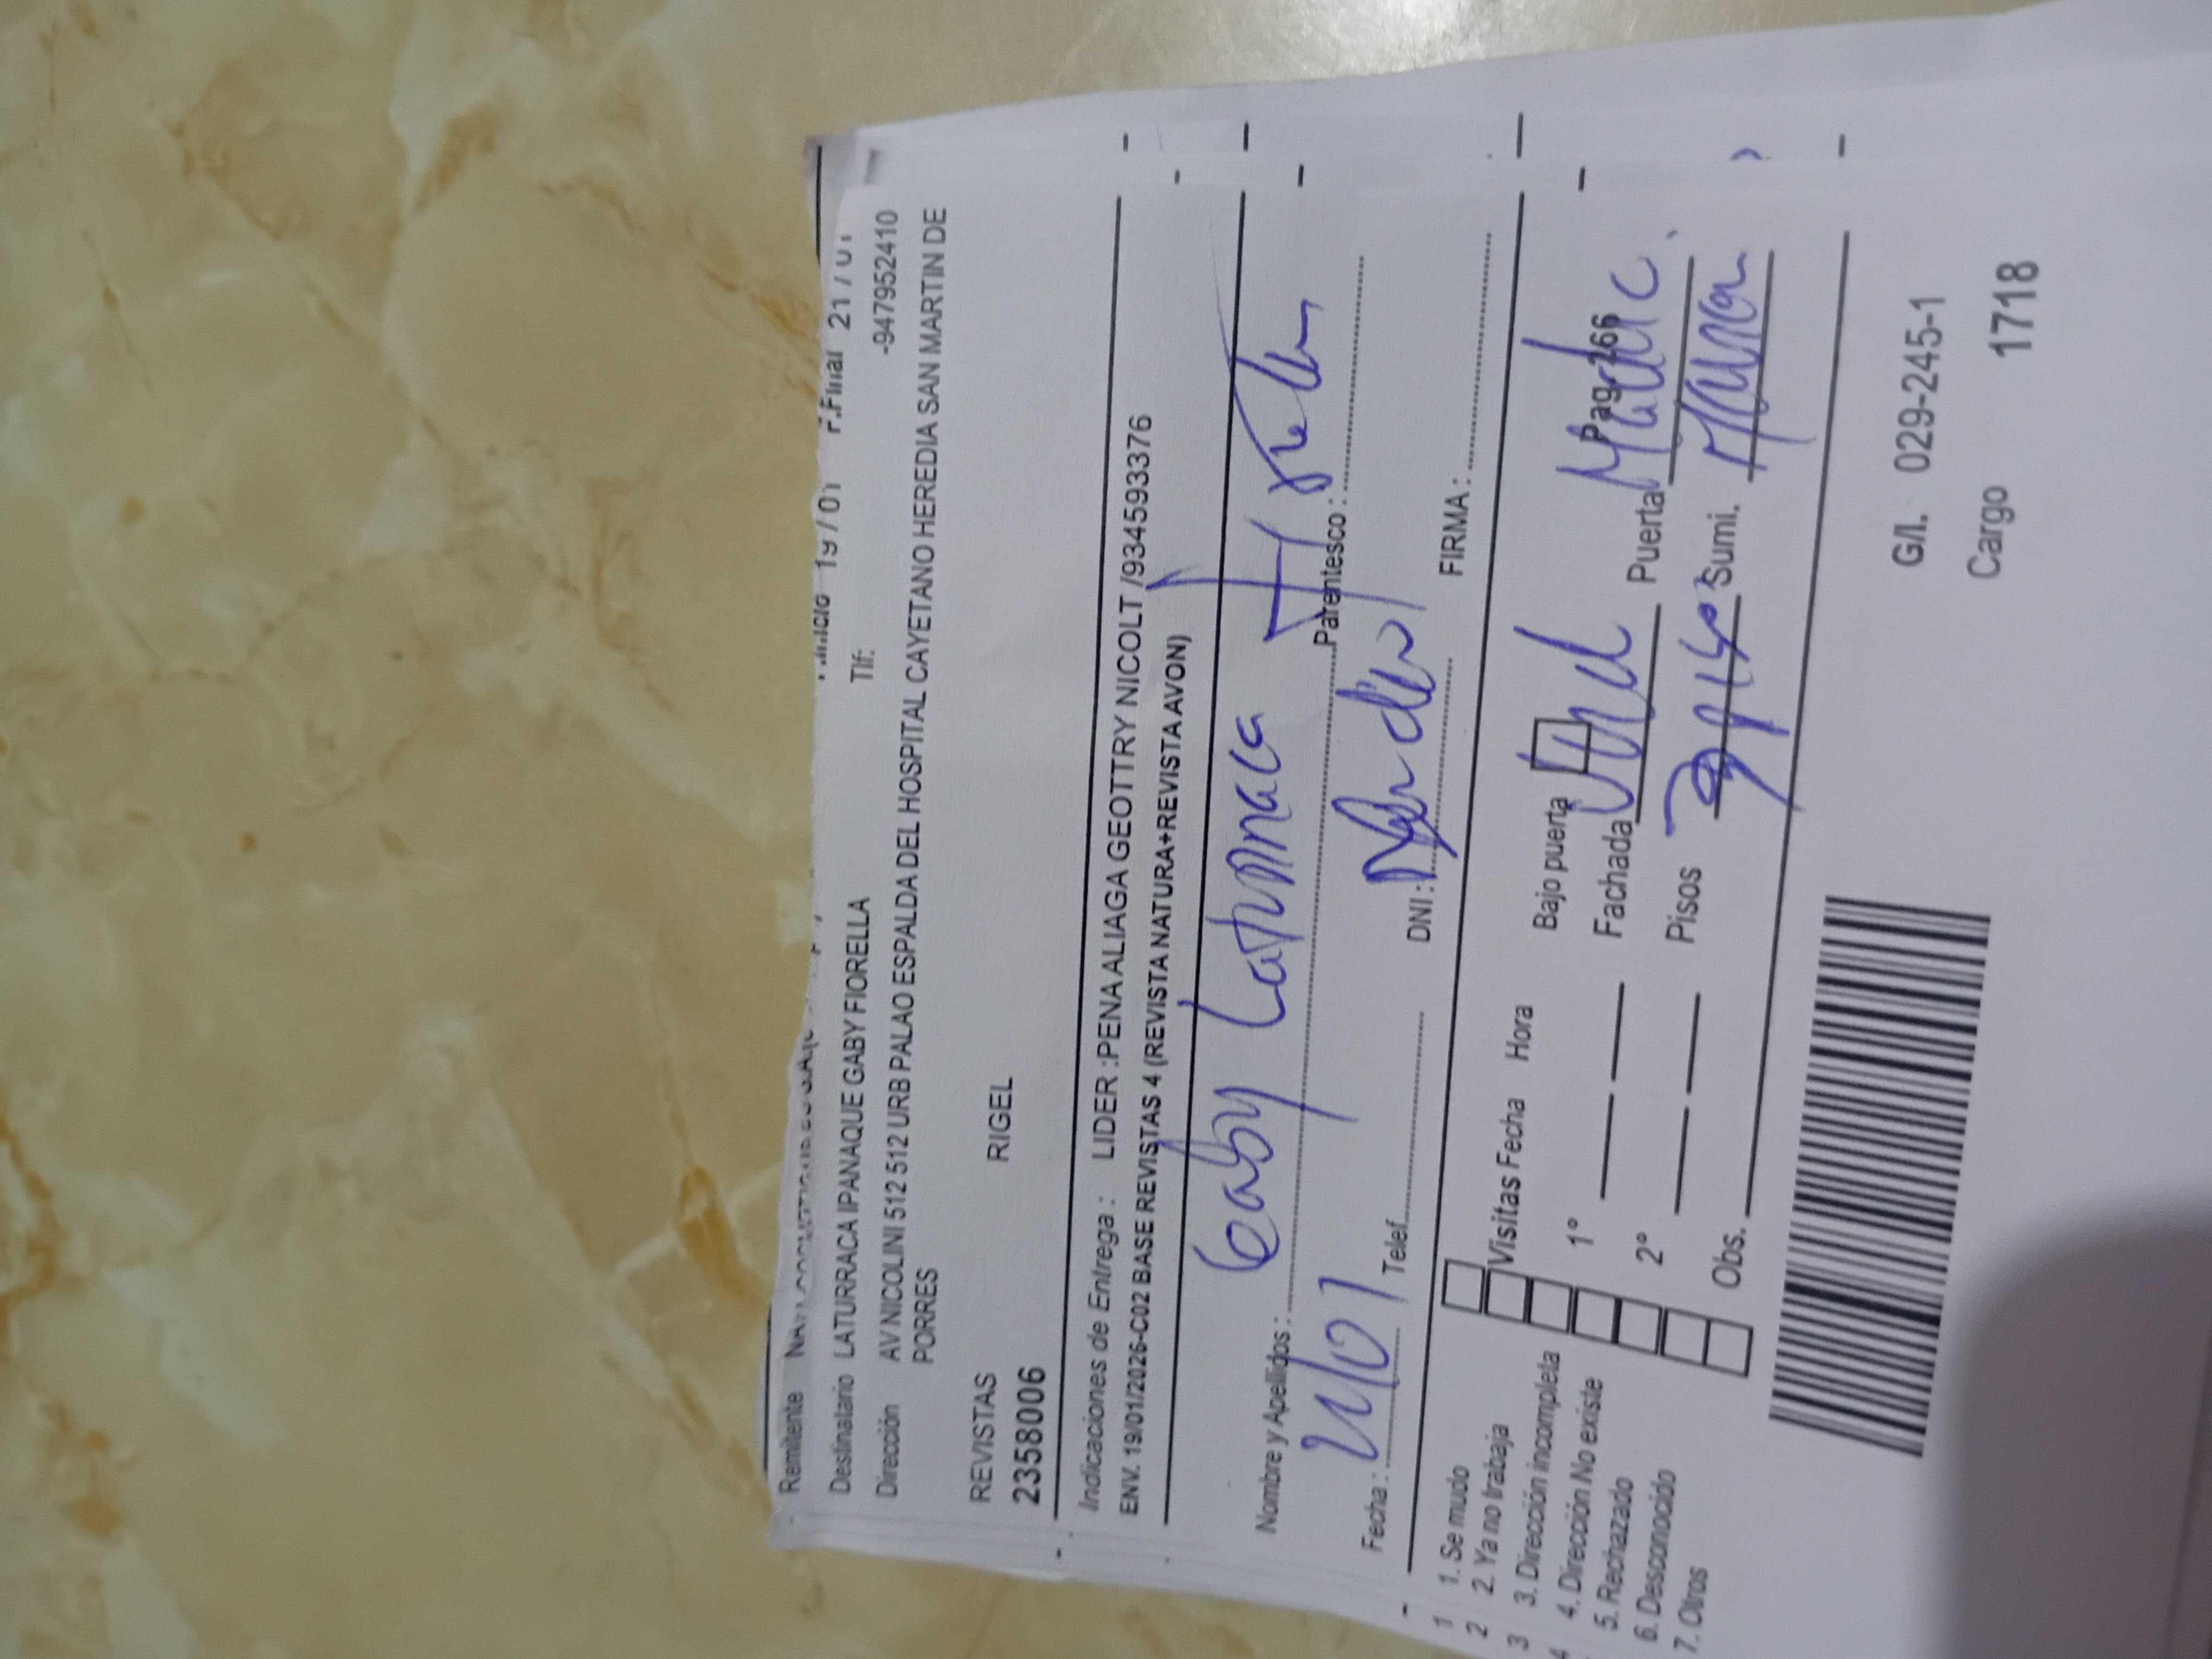 Remitente
F.Final 21 / 01
19 / 01
Destinatario LATURRACA IPANAQUE GABY FIORELLA Tlf: -947952410
Dirección AV NICOLINI 512 512 URB PALAO ESPALDA DEL HOSPITAL CAYETANO HEREDIA SAN MARTIN DE
PORRES
REVISTAS RIGEL
2358006
Indicaciones de Entrega : LIDER :PENA ALIAGA GEOTTRY NICOLT /934593376
ENV. 19/01/2026-C02 BASE REVISTAS 4 (REVISTA NATURA+REVISTA AVON)
Nombre y Apellidos : Gaby
Parentesco :
Fecha : Telef. DNI : FIRMA :
1 1. Se mudo
2 2. Ya no trabaja
3 3. Dirección incompleta
4 4. Dirección No existe
5. Rechazado
6. Desconocido
7. Otros
Visitas Fecha Hora
1°
2°
Obs.
Bajo puerta
Pag-266
Fachada Puerta
Pisos Sumi.
G/I. 029-245-1
Cargo 1718